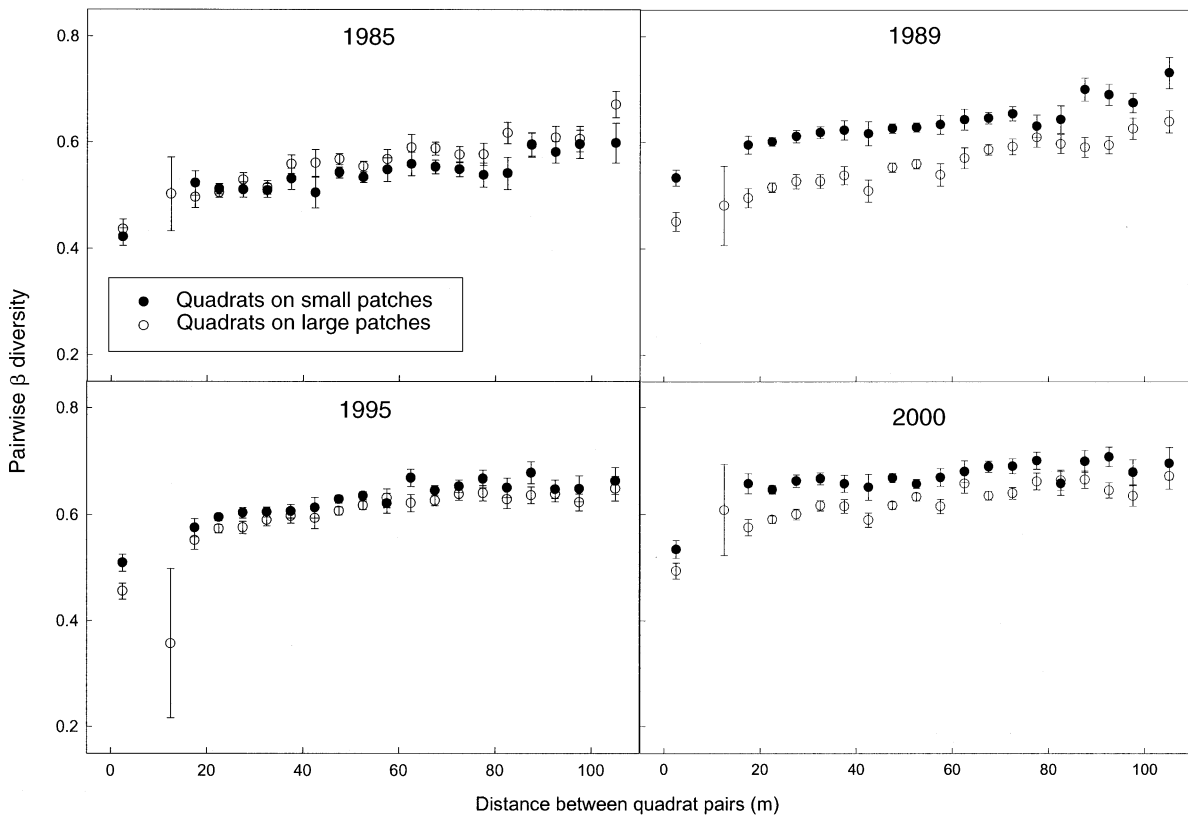 1985
1989
0.8
0.6
0.4
0.2
Quadrats on small patches
Quadrats on large patches
Pairwise β diversity
1995
2000
0.8
0.6
0.4
0.2
0 20 40 60 80 100
0 20 40 60 80 100
Distance between quadrat pairs (m)